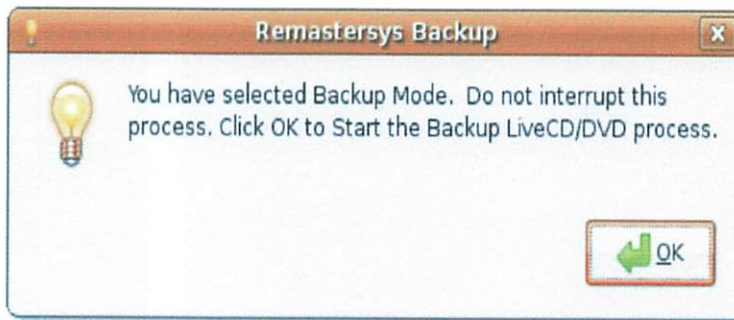 Remastersys Backup
You have selected Backup Mode. Do not interrupt this
process. Click OK to Start the Backup LiveCD/DVD process.
OK